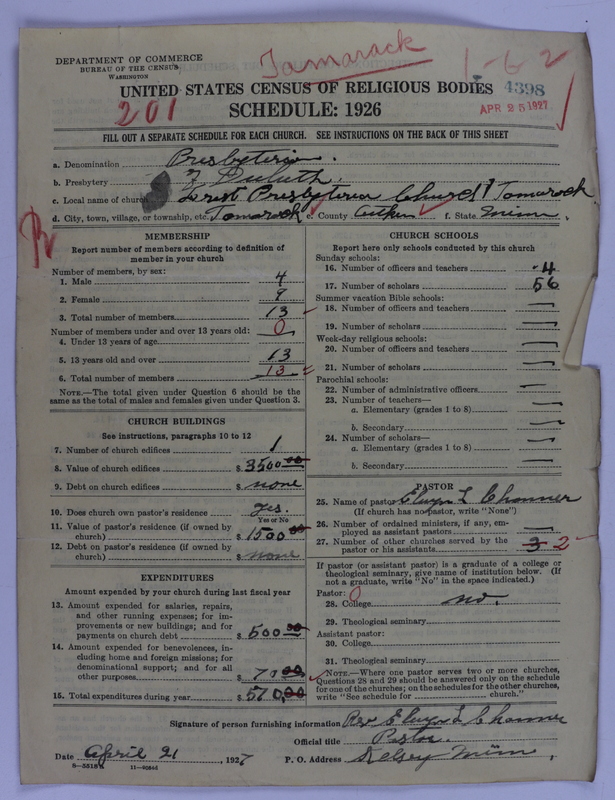 Tamarack 1-6 2
DEPARTMENT OF COMMERCE
BUREAU OF THE CENSUS
WASHINGTON
UNITED STATES CENSUS OF RELIGIOUS BODIES 4398
201 SCHEDULE: 1926 APR 25 1927
FILL OUT A SEPARATE SCHEDULE FOR EACH CHURCH. SEE INSTRUCTIONS ON THE BACK OF THIS SHEET
a. Denomination Presbyterian.
b. Presbytery of Duluth
c. Local name of church First Presbyterian Church of Tamarack
d. City, town, village, or township, etc. Tamarack e. County Aitkin f. State Minn.
MEMBERSHIP
Report number of members according to definition of
member in your church
Number of members, by sex:
1. Male 4
2. Female 9
3. Total number of members 13
Number of members under and over 13 years old: 0
4. Under 13 years of age
5. 13 years old and over 13
6. Total number of members 13
NOTE.—The total given under Question 6 should be
same as the total of males and females given under Question 3.
CHURCH BUILDINGS
See instructions, paragraphs 10 to 12
7. Number of church edifices 1
8. Value of church edifices $ 3500 00
9. Debt on church edifices $ none
10. Does church own pastor's residence yes.
Yes or No
11. Value of pastor's residence (if owned by
church) $ 1500 00
12. Debt on pastor's residence (if owned by
church) $ none
EXPENDITURES
Amount expended by your church during last fiscal year
13. Amount expended for salaries, repairs,
and other running expenses; for im-
provements or new buildings; and for
payments on church debt $ 500 00
14. Amount expended for benevolences, in-
cluding home and foreign missions; for
denominational support; and for all
other purposes $ 70 00
15. Total expenditures during year $ 570.00
CHURCH SCHOOLS
Report here only schools conducted by this church
Sunday schools:
16. Number of officers and teachers 4
17. Number of scholars 56
Summer vacation Bible schools:
18. Number of officers and teachers —
19. Number of scholars —
Week-day religious schools:
20. Number of officers and teachers —
21. Number of scholars —
Parochial schools:
22. Number of administrative officers —
23. Number of teachers—
a. Elementary (grades 1 to 8) —
b. Secondary —
24. Number of scholars—
a. Elementary (grades 1 to 8) —
b. Secondary —
PASTOR
25. Name of pastor Elwyn L Channer
(If church has no pastor, write "None")
26. Number of ordained ministers, if any, em-
ployed as assistant pastors —
27. Number of other churches served by the
pastor or his assistants 3 2
If pastor (or assistant pastor) is a graduate of a college or
theological seminary, give name of institution below. (If
not a graduate, write "No" in the space indicated.)
Pastor: 0
28. College no.
29. Theological seminary
Assistant pastor:
30. College
31. Theological seminary
NOTE.—Where one pastor serves two or more churches,
questions 28 and 29 should be answered only on the schedule
for one of the churches; on the schedules for the other churches,
write "See schedule for church."
Signature of person furnishing information Rev Elwyn L Channer
Official title Pastor.
Date April 21, 1927 P. O. Address Kelsey Minn.
8—5518 11—9286d